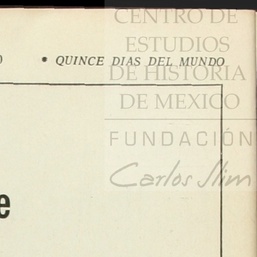 CENTRO DE
ESTUDIOS
• QUINCE DIAS DEL MUNDO
DE HISTORIA
DE MEXICO
FUNDACIÓN
Carlos Slim
e